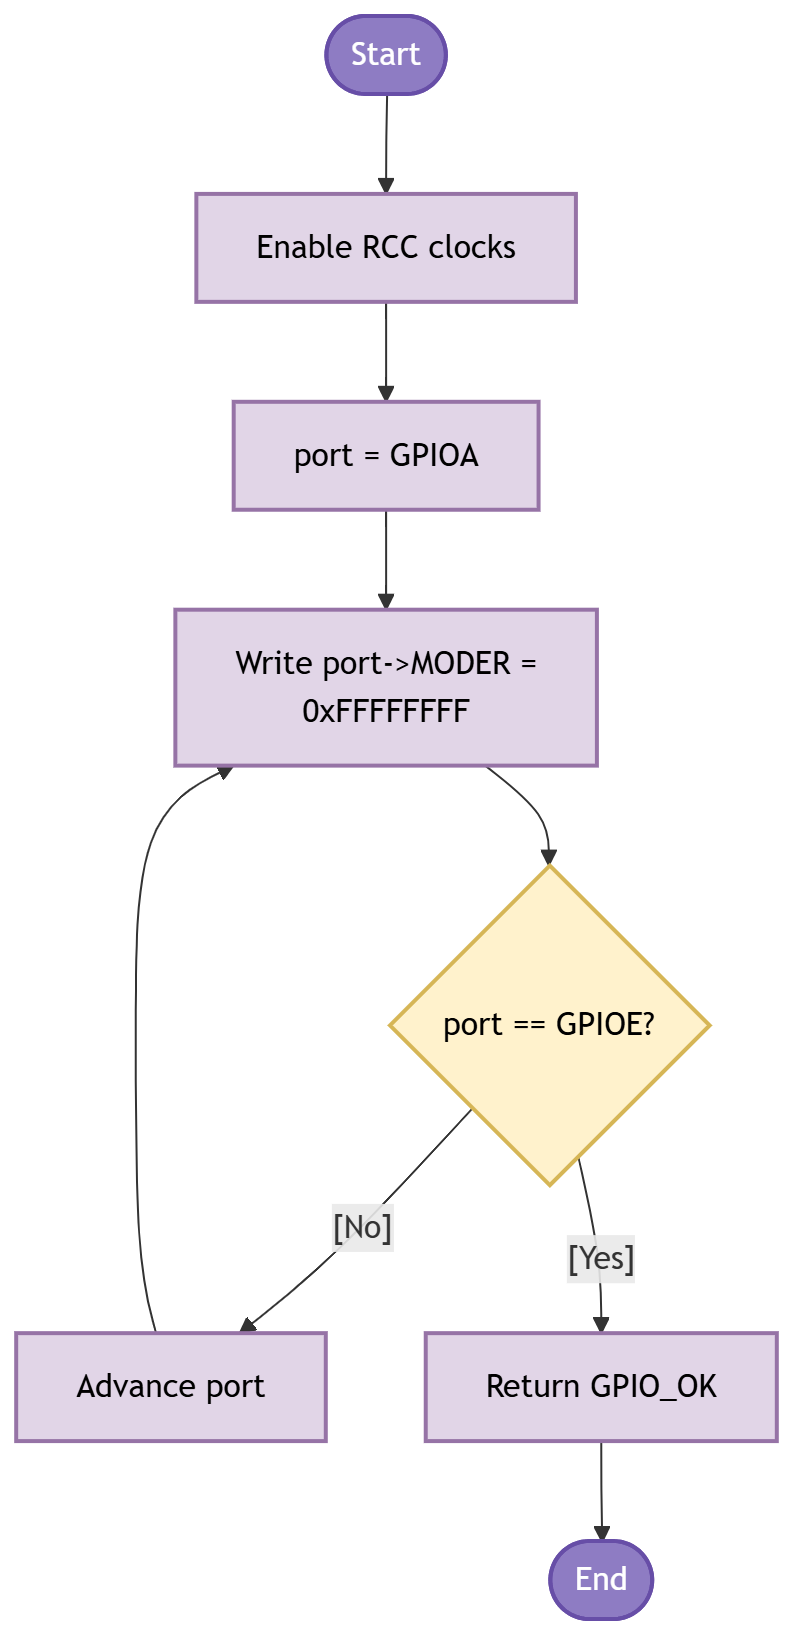 Start
Enable RCC clocks
port = GPIOA
Write port->MODER =
0xFFFFFFFF
port == GPIOE?
[No]
[Yes]
Advance port
Return GPIO_OK
End